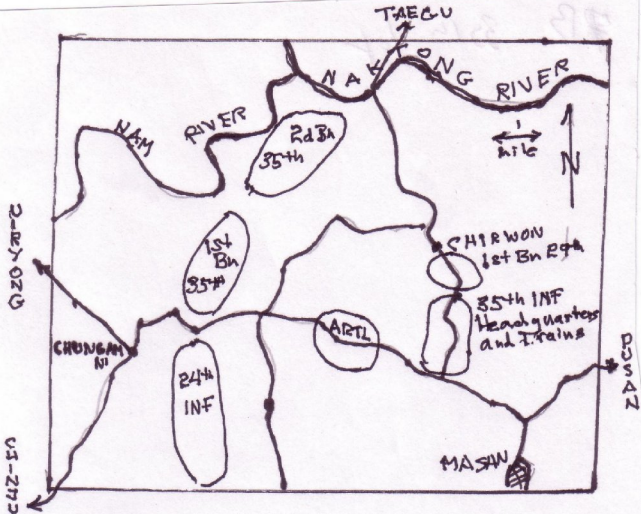 TAEGU
NAKTONG RIVER
NAM RIVER
1
mile
N
2d Bn
35th
1st
Bn
35th
CHIRWON
1st Bn 29th
35th INF
Headquarters
and Trains
ARTL
UIRYONG
CHUNGAM
NI
24th
INF
PUSAN
MASAN
CHINJU